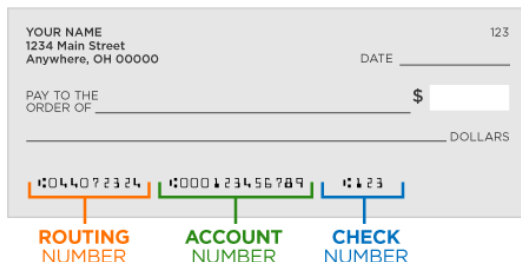 YOUR NAME 123
1234 Main Street
Anywhere, OH 00000
DATE
PAY TO THE
ORDER OF $
DOLLARS
⑆044072324 ⑆000123456789 ⑆123
ROUTING NUMBER
ACCOUNT NUMBER
CHECK NUMBER